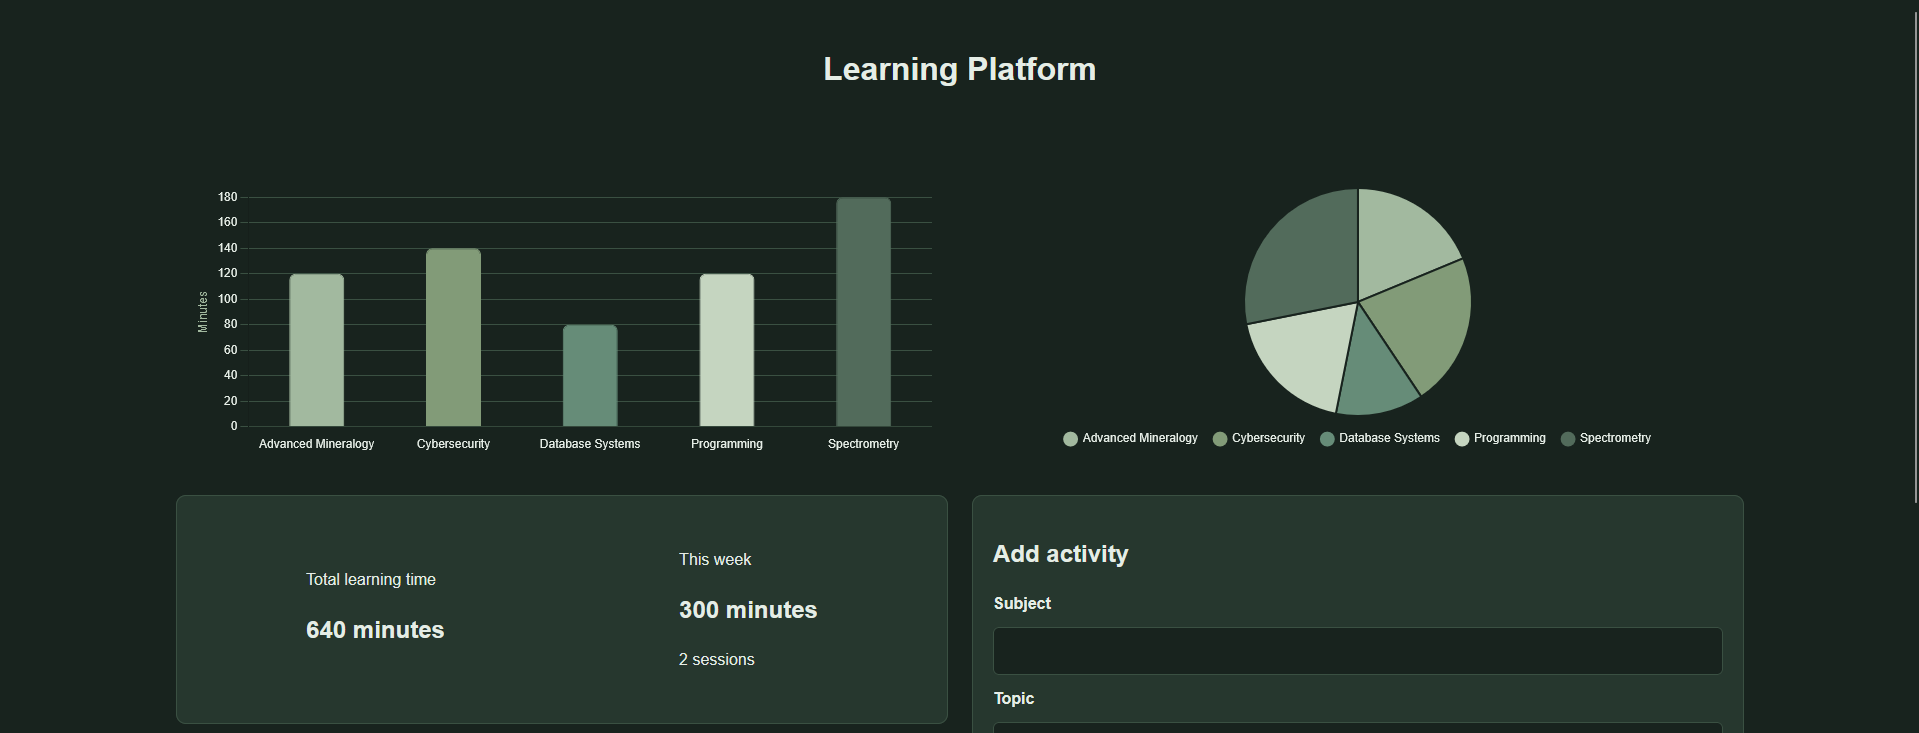 Learning Platform
180
160
140
120
100
80
60
40
20
0
Minutes
Advanced Mineralogy Cybersecurity Database Systems Programming Spectrometry
Advanced Mineralogy Cybersecurity Database Systems Programming Spectrometry
Total learning time
640 minutes
This week
300 minutes
2 sessions
Add activity
Subject
Topic